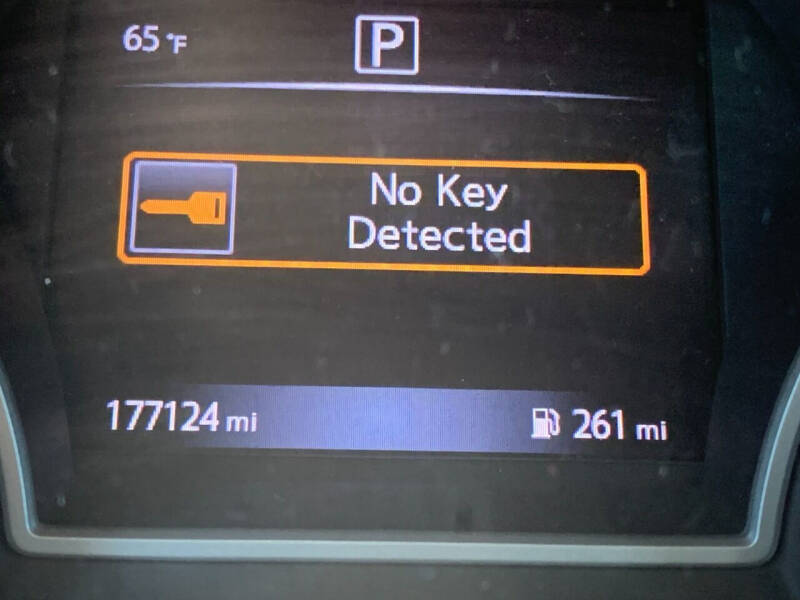 65 °F
P
No Key
Detected
177124 mi
261 mi